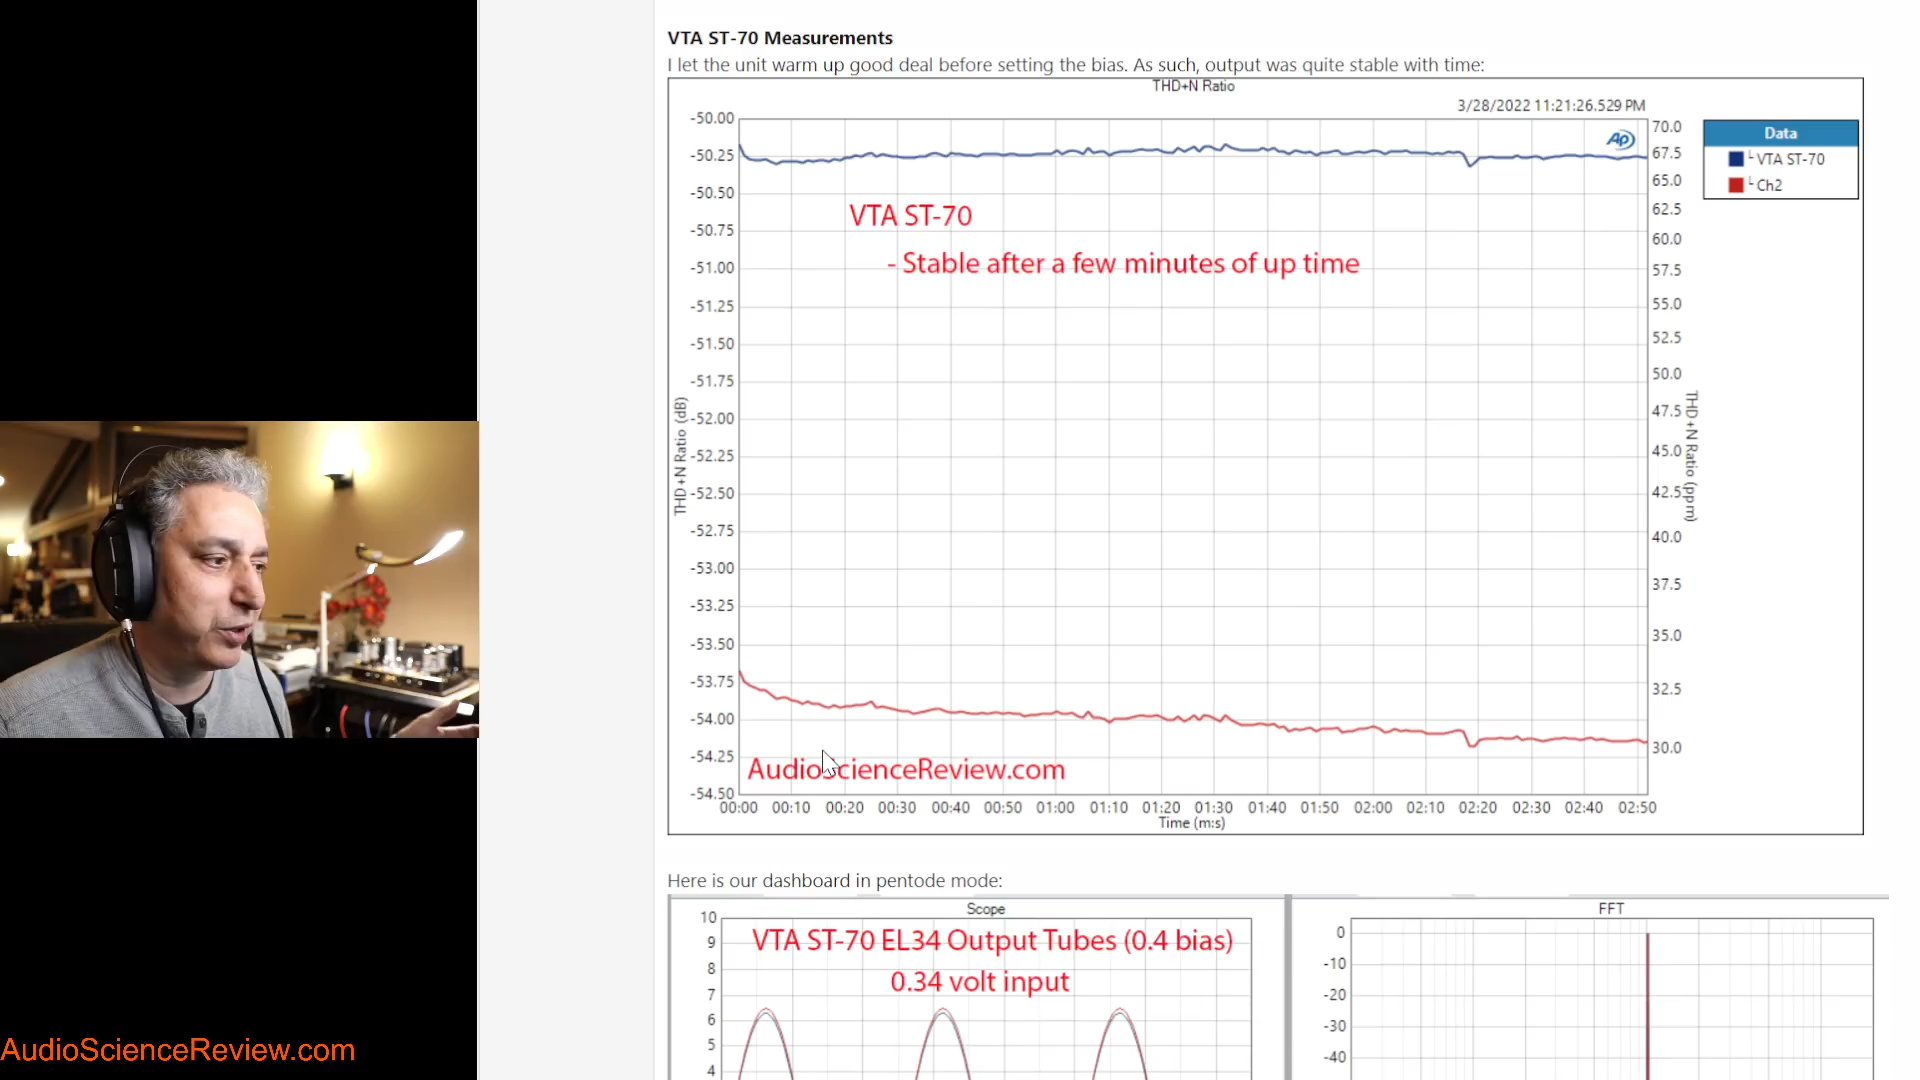 VTA ST-70 Measurements
I let the unit warm up good deal before setting the bias. As such, output was quite stable with time:
THD+N Ratio
3/28/2022 11:21:26.529 PM
-50.00
-50.25
-50.50
-50.75
-51.00
-51.25
-51.50
-51.75
-52.00
-52.25
-52.50
-52.75
-53.00
-53.25
-53.50
-53.75
-54.00
-54.25
-54.50
THD+N Ratio (dB)
AP
VTA ST-70
- Stable after a few minutes of up time
AudioScienceReview.com
70.0
67.5
65.0
62.5
60.0
57.5
55.0
52.5
50.0
47.5
45.0
42.5
40.0
37.5
35.0
32.5
30.0
THD+N Ratio (ppm)
Data
VTA ST-70
Ch2
00:00 00:10 00:20 00:30 00:40 00:50 01:00 01:10 01:20 01:30 01:40 01:50 02:00 02:10 02:20 02:30 02:40 02:50
Time (m:s)
Here is our dashboard in pentode mode:
Scope
10
9
8
7
6
5
4
VTA ST-70 EL34 Output Tubes (0.4 bias)
0.34 volt input
FFT
0
-10
-20
-30
-40
AudioScienceReview.com